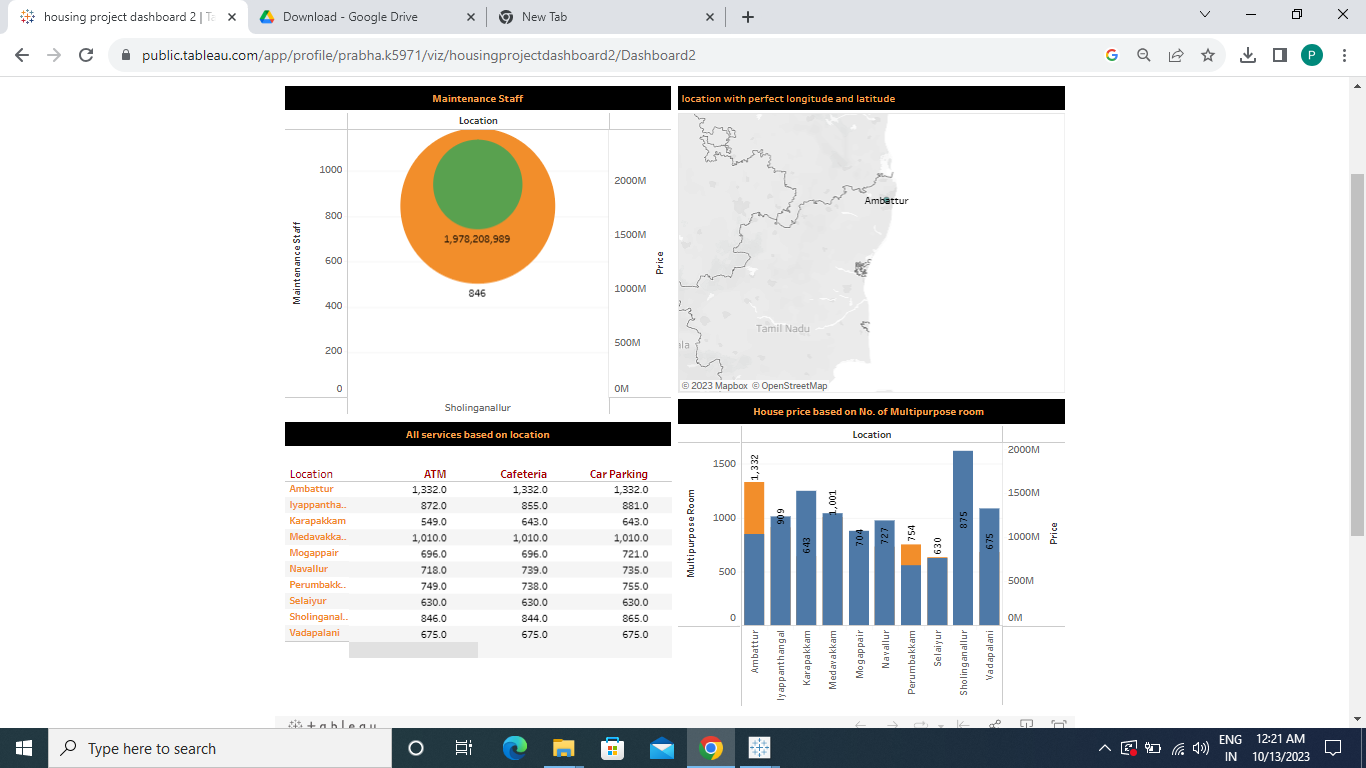 housing project dashboard 2 | Ta
Download - Google Drive
New Tab
public.tableau.com/app/profile/prabha.k5971/viz/housingprojectdashboard2/Dashboard2
P
Maintenance Staff
Location
Maintenance Staff
1000
800
600
400
200
0
1,978,208,989
846
2000M
1500M
1000M
500M
0M
Price
Sholinganallur
location with perfect longitude and latitude
Ambattur
Tamil Nadu
ala
© 2023 Mapbox © OpenStreetMap
All services based on location
Location ATM Cafeteria Car Parking
Ambattur 1,332.0 1,332.0 1,332.0
Iyappantha.. 872.0 855.0 881.0
Karapakkam 549.0 643.0 643.0
Medavakka.. 1,010.0 1,010.0 1,010.0
Mogappair 696.0 696.0 721.0
Navallur 718.0 739.0 735.0
Perumbakk.. 749.0 738.0 755.0
Selaiyur 630.0 630.0 630.0
Sholinganal.. 846.0 844.0 865.0
Vadapalani 675.0 675.0 675.0
House price based on No. of Multipurpose room
Location
Multipurpose Room
1500
1000
500
0
1,332
909
643
1,001
704
727
754
630
875
675
2000M
1500M
1000M
500M
0M
Price
Ambattur
Iyappanthangal
Karapakkam
Medavakkam
Mogappair
Navallur
Perumbakkam
Selaiyur
Sholinganallur
Vadapalani
tableau
Type here to search
ENG
IN
12:21 AM
10/13/2023